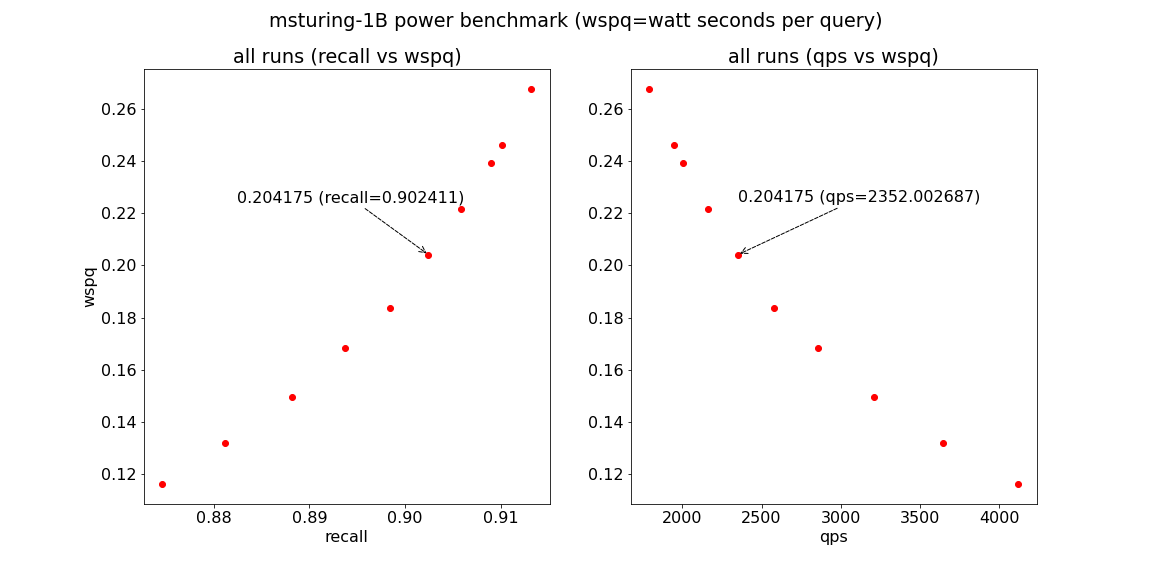 msturing-1B power benchmark (wspq=watt seconds per query)
all runs (recall vs wspq)
0.26
0.24
0.22
0.20
0.18
0.16
0.14
0.12
wspq
0.204175 (recall=0.902411)
0.88 0.89 0.90 0.91
recall
all runs (qps vs wspq)
0.26
0.24
0.22
0.20
0.18
0.16
0.14
0.12
0.204175 (qps=2352.002687)
2000 2500 3000 3500 4000
qps